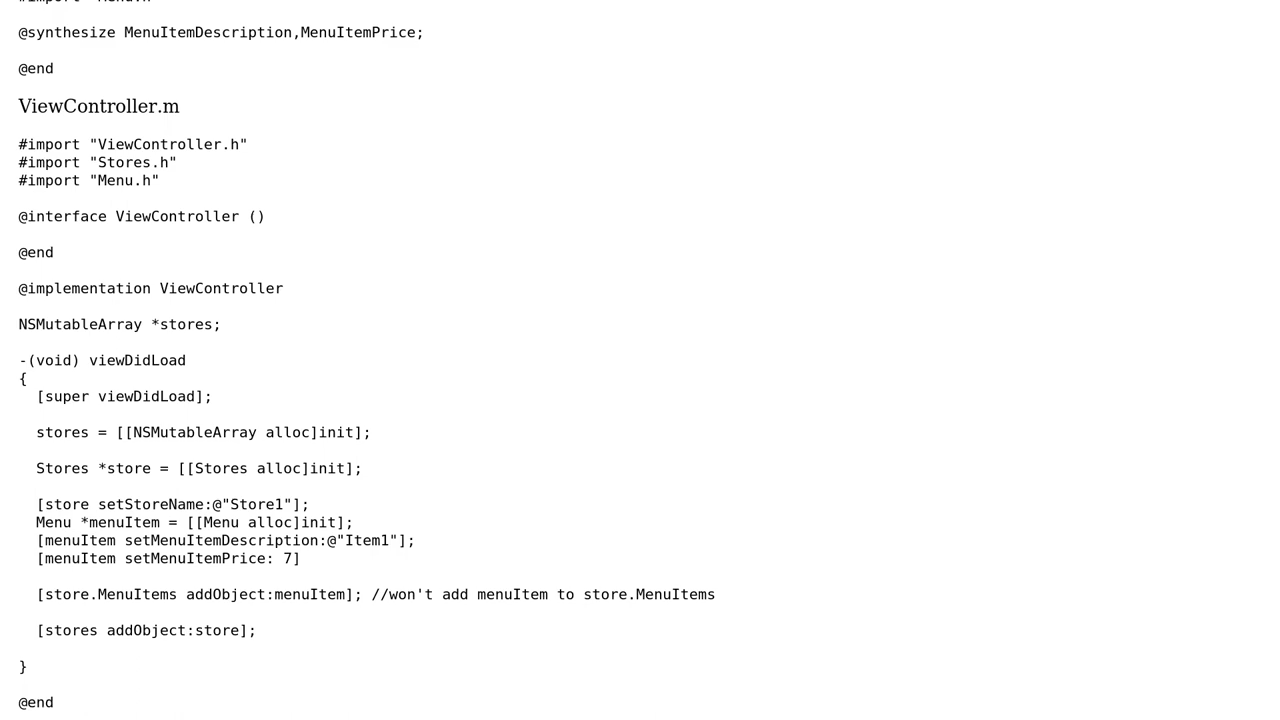 #import "Menu.h"
@synthesize MenuItemDescription,MenuItemPrice;
@end
ViewController.m
#import "ViewController.h"
#import "Stores.h"
#import "Menu.h"
@interface ViewController ()
@end
@implementation ViewController
NSMutableArray *stores;
-(void) viewDidLoad
{
[super viewDidLoad];
stores = [[NSMutableArray alloc]init];
Stores *store = [[Stores alloc]init];
[store setStoreName:@"Store1"];
Menu *menuItem = [[Menu alloc]init];
[menuItem setMenuItemDescription:@"Item1"];
[menuItem setMenuItemPrice: 7]
[store.MenuItems addObject:menuItem]; //won't add menuItem to store.MenuItems
[stores addObject:store];
}
@end